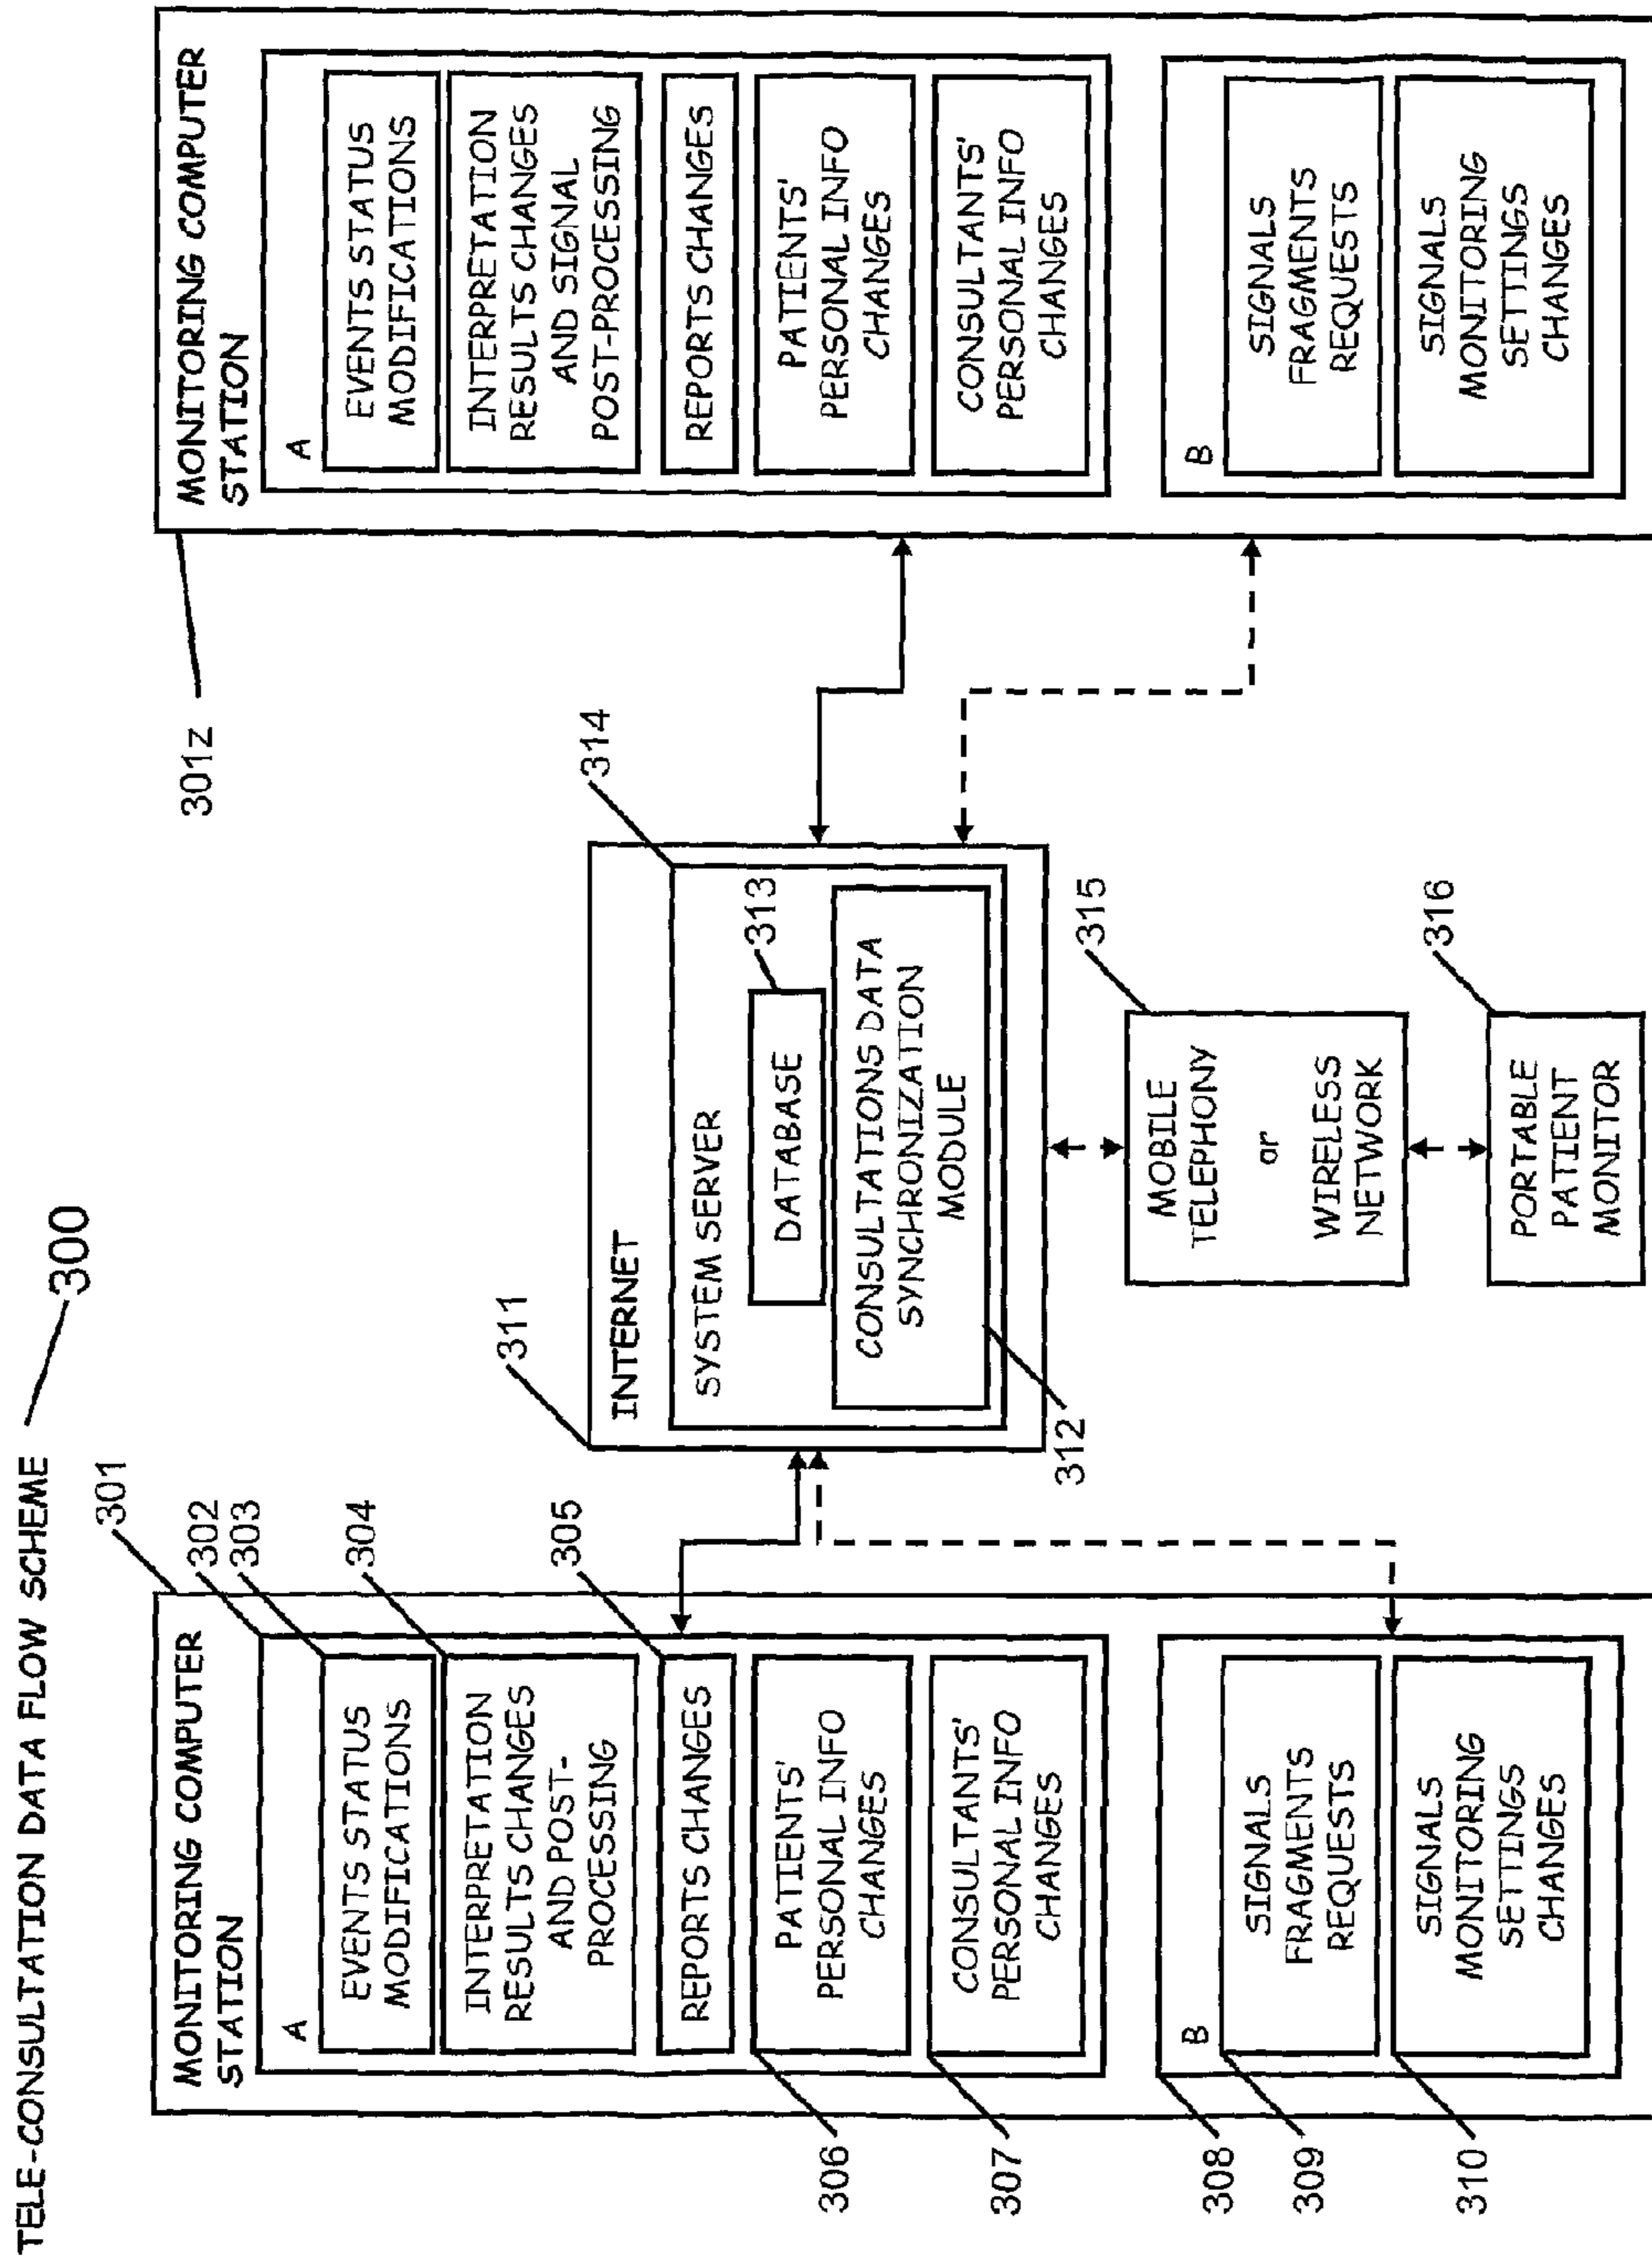 TELE-CONSULTATION DATA FLOW SCHEME
300
301
MONITORING COMPUTER
STATION
302
A
303
EVENTS STATUS
MODIFICATIONS
304
INTERPRETATION
RESULTS CHANGES
AND POST-
PROCESSING
305
REPORTS CHANGES
306
PATIENTS'
PERSONAL INFO
CHANGES
307
CONSULTANTS'
PERSONAL INFO
CHANGES
308
B
309
SIGNALS
FRAGMENTS
REQUESTS
310
SIGNALS
MONITORING
SETTINGS
CHANGES
311
INTERNET
314
SYSTEM SERVER
313
DATABASE
312
CONSULTATIONS DATA
SYNCHRONIZATION
MODULE
315
MOBILE
TELEPHONY
or
WIRELESS
NETWORK
316
PORTABLE
PATIENT
MONITOR
301z
MONITORING COMPUTER
STATION
A
EVENTS STATUS
MODIFICATIONS
INTERPRETATION
RESULTS CHANGES
AND SIGNAL
POST-PROCESSING
REPORTS CHANGES
PATIENTS'
PERSONAL INFO
CHANGES
CONSULTANTS'
PERSONAL INFO
CHANGES
B
SIGNALS
FRAGMENTS
REQUESTS
SIGNALS
MONITORING
SETTINGS
CHANGES